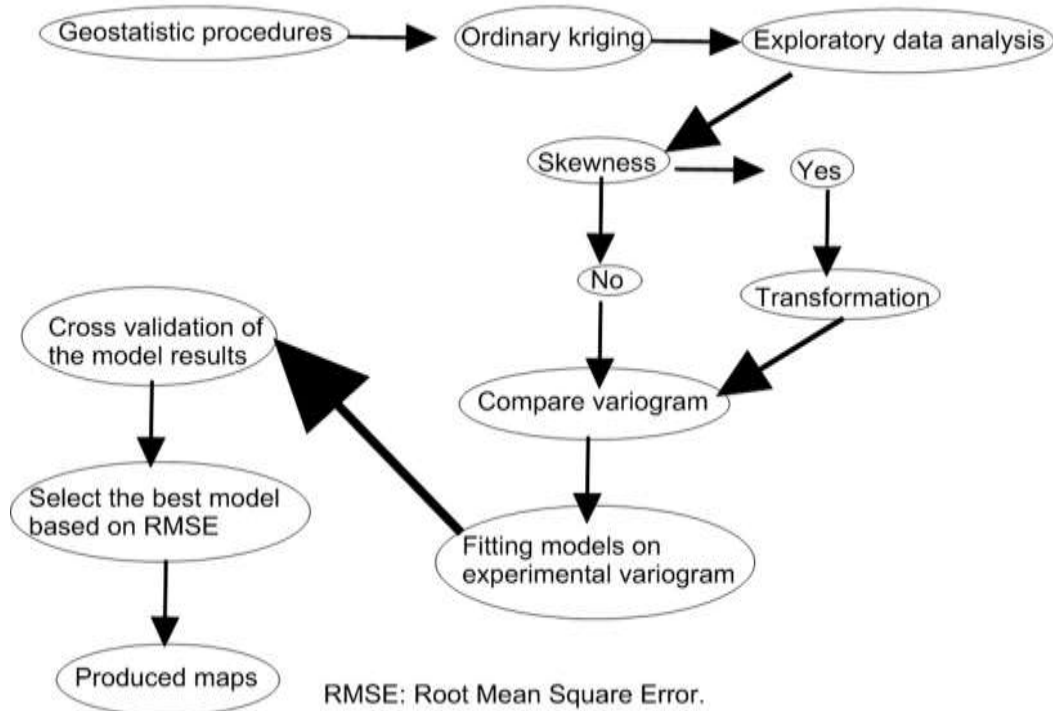 Geostatistic procedures
Ordinary kriging
Exploratory data analysis
Skewness
Yes
No
Transformation
Cross validation of
the model results
Compare variogram
Select the best model
based on RMSE
Fitting models on
experimental variogram
Produced maps
RMSE: Root Mean Square Error.